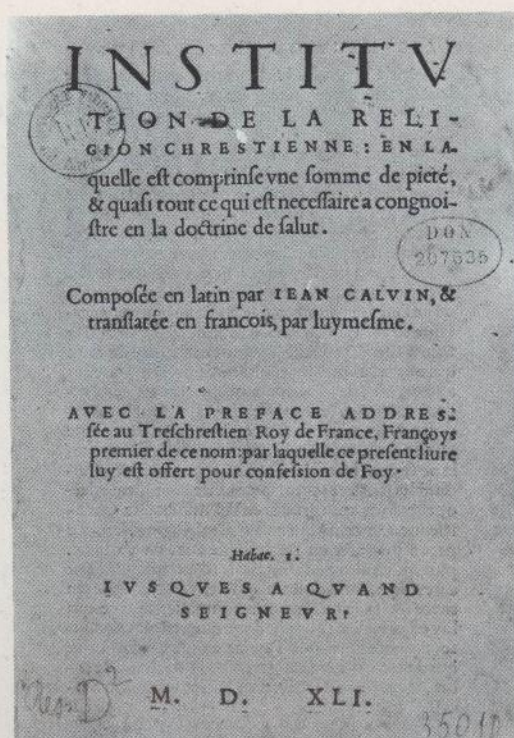 INSTITV
TION DE LA RELI-
GION CHRESTIENNE: EN LA-
quelle eſt comprinſe vne ſomme de pieté,
& quaſi tout ce qui eſt neceſſaire a congnoi-
ſtre en la doctrine de ſalut.
DON
207635
Compoſée en latin par IEAN CALVIN, &
tranſlatée en francois, par luymeſme.
AVEC LA PREFACE ADDRES-
ſée au Treſchreſtien Roy de France, Françoys
premier de ce nom: par laquelle ce preſent liure
luy eſt offert pour confeſſion de Foy.
Habac. 1.
IVSQVES A QVAND
SEIGNEVR?
M. D. XLI.